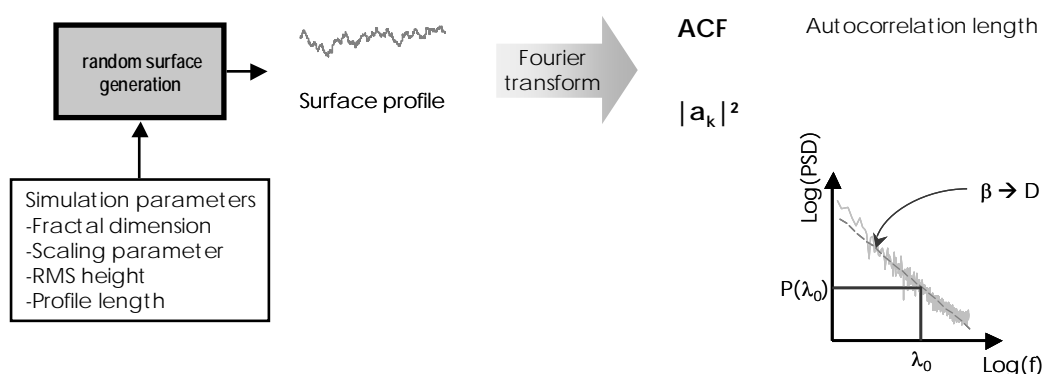 random surface
generation
Surface profile
Fourier
transform
ACF
Autocorrelation length
|aₖ|²
Simulation parameters
-Fractal dimension
-Scaling parameter
-RMS height
-Profile length
Log(PSD)
β → D
P(λ₀)
λ₀
Log(f)